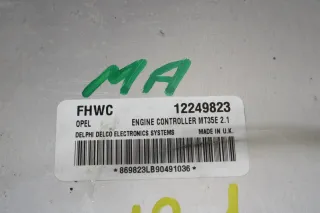 MA
FHWC 12249823
OPEL ENGINE CONTROLLER MT35E 2.1
DELPHI DELCO ELECTRONICS SYSTEMS MADE IN U.K.
*869823LB90491036*